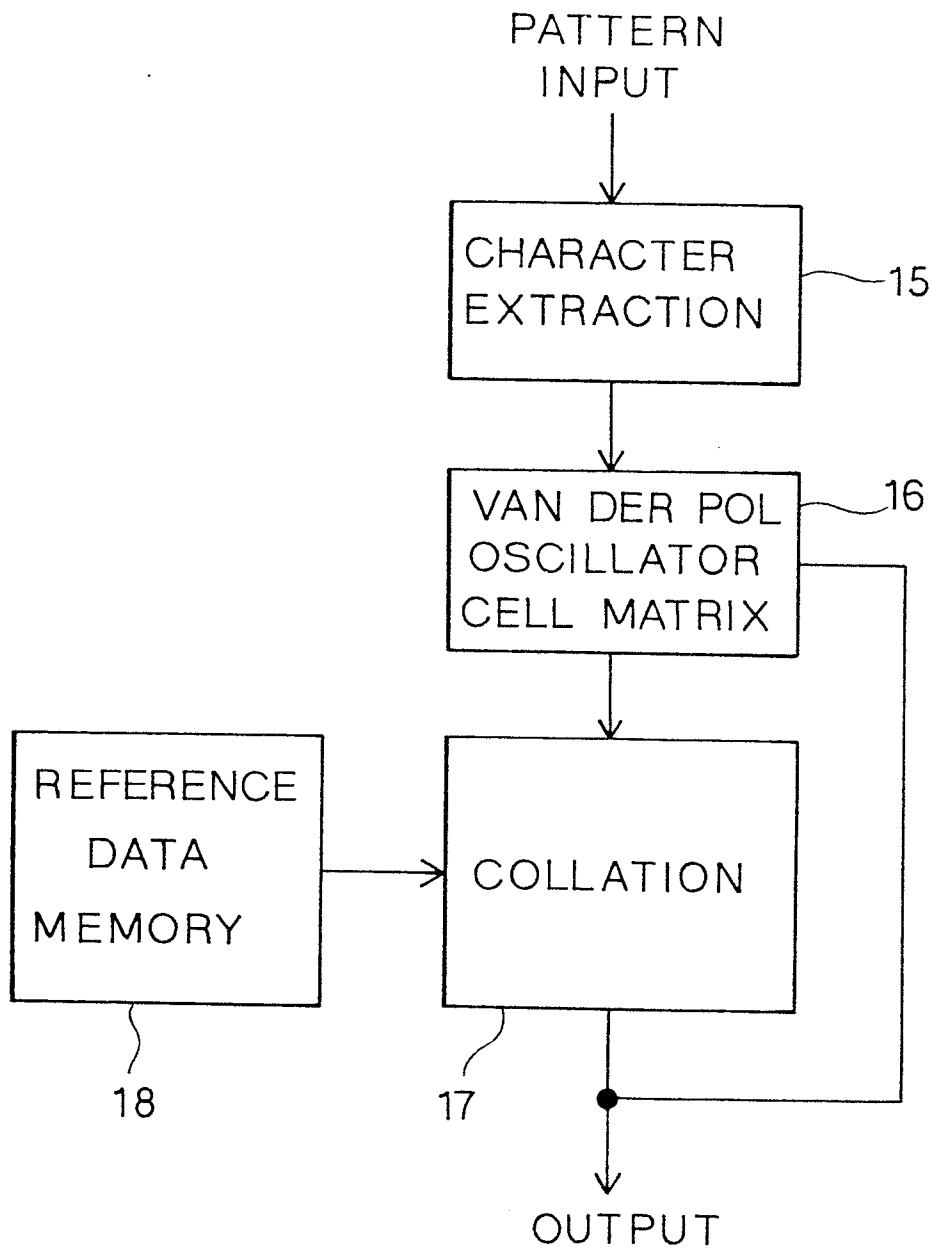 PATTERN
INPUT
CHARACTER
EXTRACTION
15
VAN DER POL
OSCILLATOR
CELL MATRIX
16
REFERENCE
DATA
MEMORY
COLLATION
18
17
OUTPUT